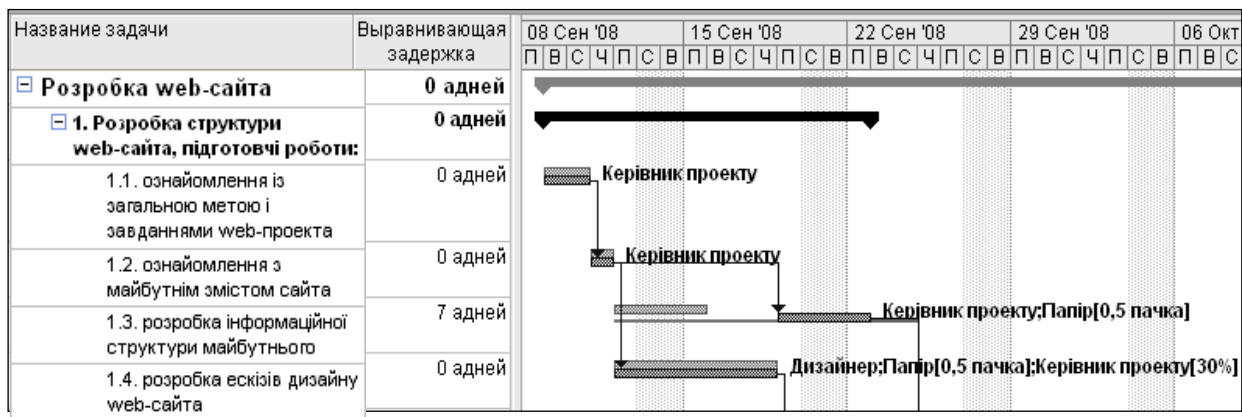 Название задачи
Выравнивающая
задержка
08 Сен '08
15 Сен '08
22 Сен '08
29 Сен '08
06 Окт
П В С Ч П С В П В С Ч П С В П В С Ч П С В П В С Ч П С В П В С
Розробка web-сайта
0 адней
1. Розробка структури
web-сайта, підготовчі роботи:
0 адней
1.1. ознайомлення із
загальною метою і
завданнями web-проекта
0 адней
Керівник проекту
1.2. ознайомлення з
майбутнім змістом сайта
0 адней
Керівник проекту
1.3. розробка інформаційної
структури майбутнього
7 адней
Керівник проекту;Папір[0,5 пачка]
1.4. розробка ескізів дизайну
web-сайта
0 адней
Дизайнер;Папір[0,5 пачка];Керівник проекту[30%]